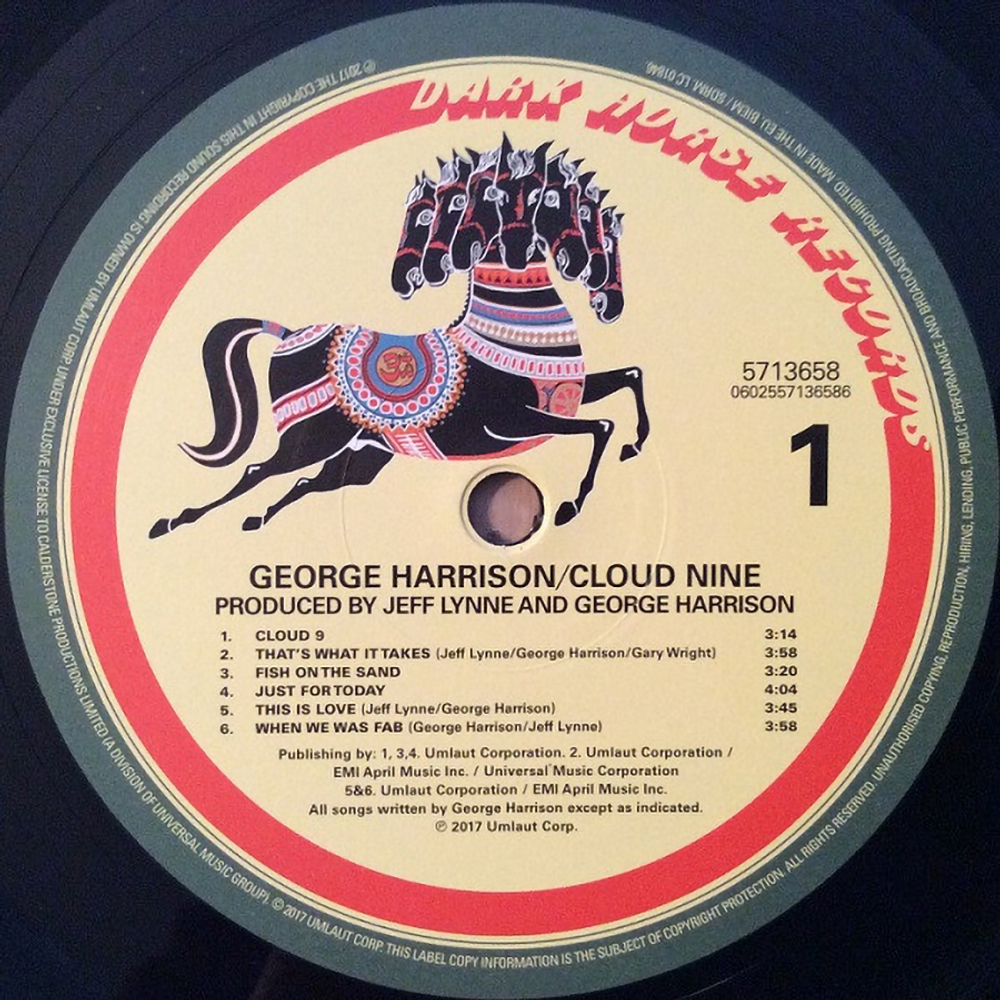 DARK HORSE RECORDS
5713658
0602557136586
1
GEORGE HARRISON/CLOUD NINE
PRODUCED BY JEFF LYNNE AND GEORGE HARRISON
1. CLOUD 9 3:14
2. THAT'S WHAT IT TAKES (Jeff Lynne/George Harrison/Gary Wright) 3:58
3. FISH ON THE SAND 3:20
4. JUST FOR TODAY 4:04
5. THIS IS LOVE (Jeff Lynne/George Harrison) 3:45
6. WHEN WE WAS FAB (George Harrison/Jeff Lynne) 3:58
Publishing by: 1, 3,4. Umlaut Corporation. 2. Umlaut Corporation /
EMI April Music Inc. / Universal Music Corporation
5&6. Umlaut Corporation / EMI April Music Inc.
All songs written by George Harrison except as indicated.
℗ 2017 Umlaut Corp.
℗ 2017 THE COPYRIGHT IN THIS SOUND RECORDING IS OWNED BY UMLAUT CORP UNDER EXCLUSIVE LICENSE TO CALDERSTONE PRODUCTIONS LIMITED (A DIVISION OF UNIVERSAL MUSIC GROUP). © 2017 UMLAUT CORP. THIS LABEL COPY INFORMATION IS THE SUBJECT OF COPYRIGHT PROTECTION. ALL RIGHTS RESERVED. UNAUTHORISED COPYING, REPRODUCTION, HIRING, LENDING, PUBLIC PERFORMANCE AND BROADCASTING PROHIBITED MADE IN THE EU. BIEM / SDRM. LC 01846.
ॐ